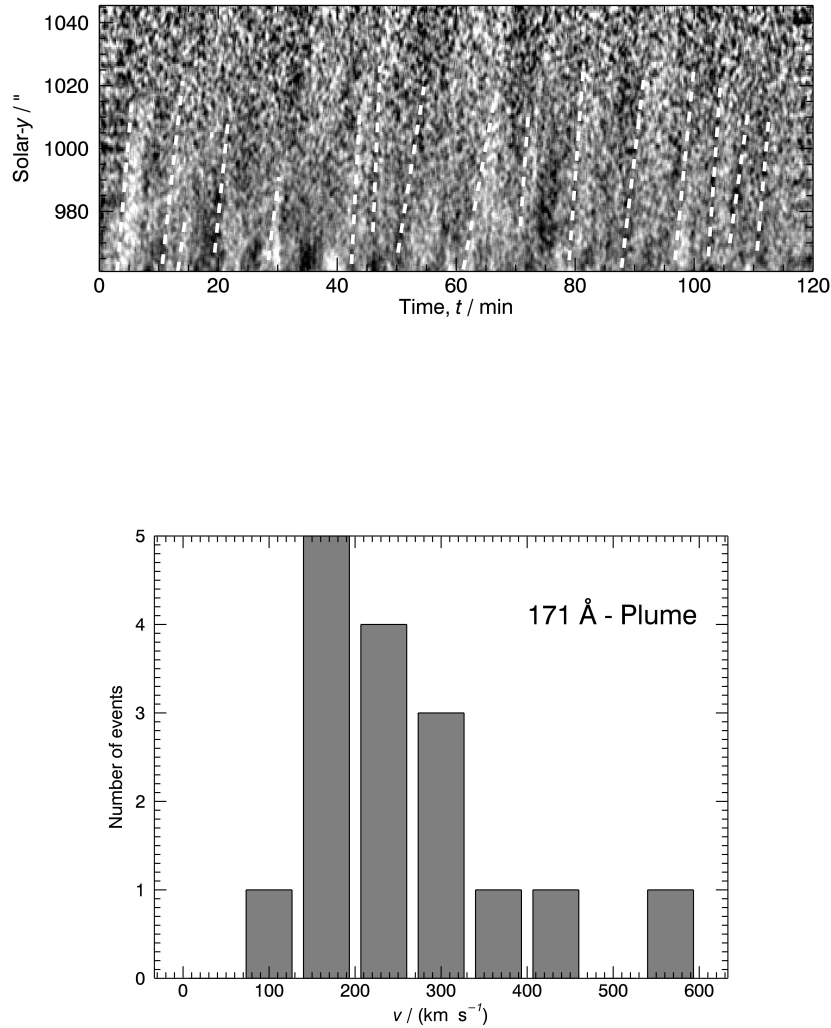 1040
1020
1000
980
Solar-y / "
0 20 40 60 80 100 120
Time, t / min
5
4
3
2
1
0
Number of events
171 Å - Plume
0 100 200 300 400 500 600
v / (km s⁻¹)